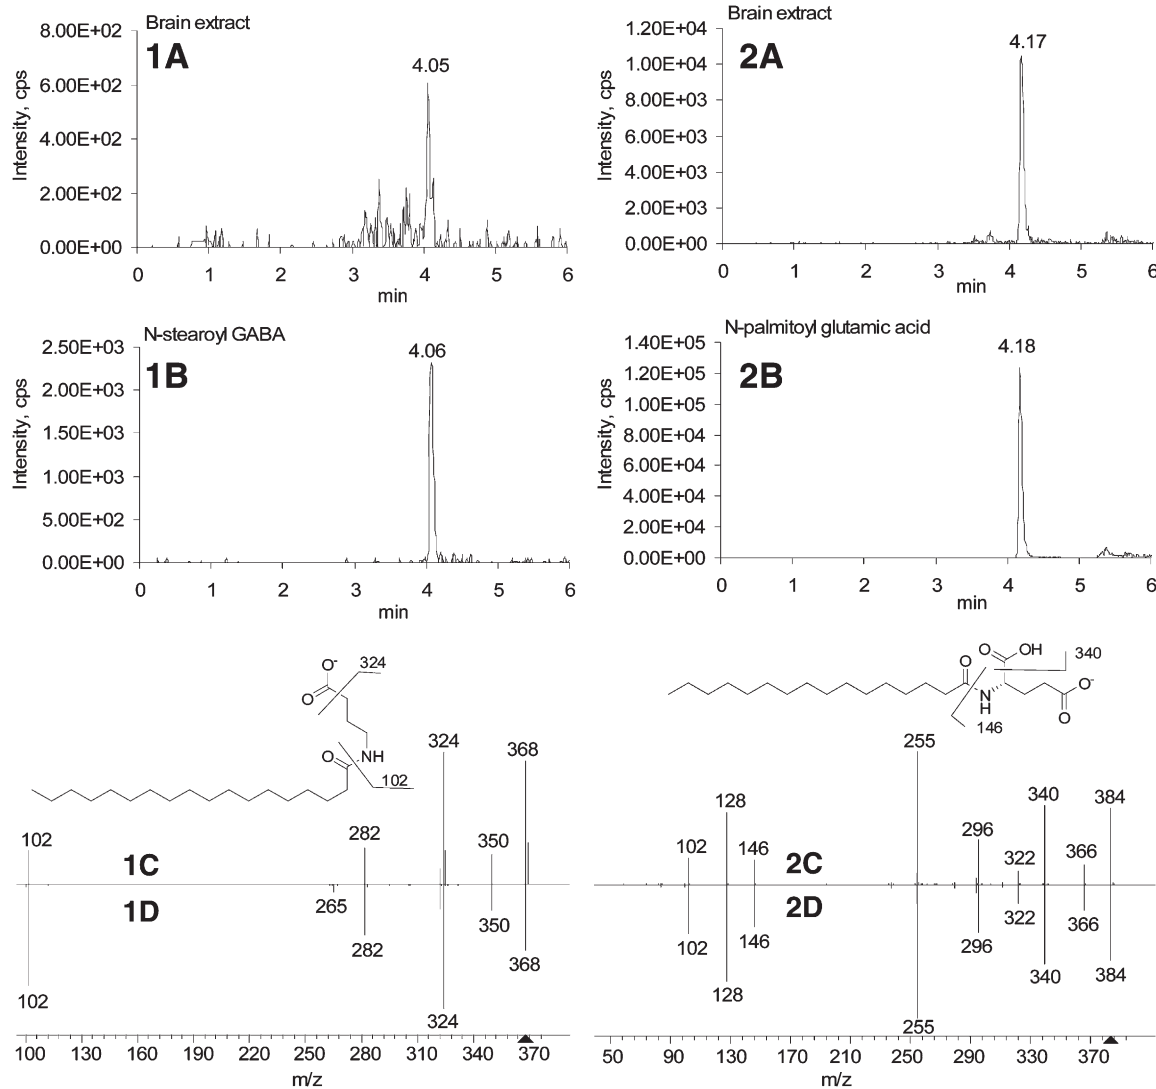 Brain extract
1A
8.00E+02
6.00E+02
4.00E+02
2.00E+02
0.00E+00
Intensity, cps
4.05
0 1 2 3 4 5 6
min
Brain extract
2A
1.20E+04
1.00E+04
8.00E+03
6.00E+03
4.00E+03
2.00E+03
0.00E+00
Intensity, cps
4.17
0 1 2 3 4 5 6
min
N-stearoyl GABA
1B
2.50E+03
2.00E+03
1.50E+03
1.00E+03
5.00E+02
0.00E+00
Intensity, cps
4.06
0 1 2 3 4 5 6
min
N-palmitoyl glutamic acid
2B
1.40E+05
1.20E+05
1.00E+05
8.00E+04
6.00E+04
4.00E+04
2.00E+04
0.00E+00
Intensity, cps
4.18
0 1 2 3 4 5 6
min
O- 324
O
O NH
102
324
368
102
282
350
1C
1D
265
282
350
368
102
324
100 130 160 190 220 250 280 310 340 370
m/z
O OH 340
O
N
H
O-
O
146
255
128
340
384
102
146
296
322
366
2C
2D
102
146
296
322
366
128
340
384
255
50 90 130 170 210 250 290 330 370
m/z